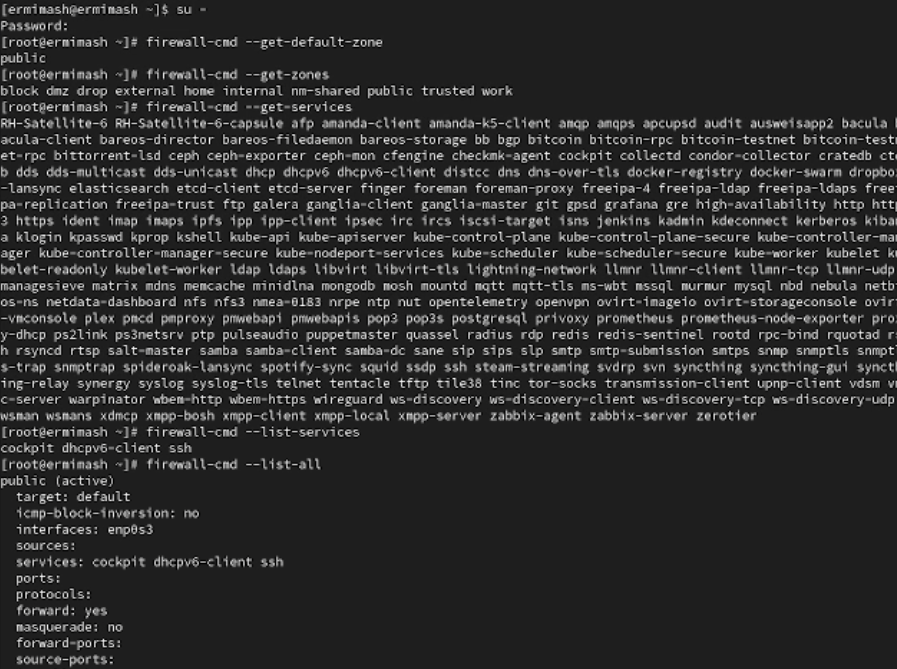 [ermimash@ermimash ~]$ su -
Password:
[root@ermimash ~]# firewall-cmd --get-default-zone
public
[root@ermimash ~]# firewall-cmd --get-zones
block dmz drop external home internal nm-shared public trusted work
[root@ermimash ~]# firewall-cmd --get-services
RH-Satellite-6 RH-Satellite-6-capsule afp amanda-client amanda-k5-client amqp amqps apcupsd audit ausweisapp2 bacula b
acula-client bareos-director bareos-filedaemon bareos-storage bb bgp bitcoin bitcoin-rpc bitcoin-testnet bitcoin-testn
et-rpc bittorrent-lsd ceph ceph-exporter ceph-mon cfengine checkmk-agent cockpit collectd condor-collector cratedb ctd
b dds dds-multicast dds-unicast dhcp dhcpv6 dhcpv6-client distcc dns dns-over-tls docker-registry docker-swarm dropbox
-lansync elasticsearch etcd-client etcd-server finger foreman foreman-proxy freeipa-4 freeipa-ldap freeipa-ldaps freei
pa-replication freeipa-trust ftp galera ganglia-client ganglia-master git gpsd grafana gre high-availability http http
3 https ident imap imaps ipfs ipp ipp-client ipsec irc ircs iscsi-target isns jenkins kadmin kdeconnect kerberos kiban
a klogin kpasswd kprop kshell kube-api kube-apiserver kube-control-plane kube-control-plane-secure kube-controller-man
ager kube-controller-manager-secure kube-nodeport-services kube-scheduler kube-scheduler-secure kube-worker kubelet ku
belet-readonly kubelet-worker ldap ldaps libvirt libvirt-tls lightning-network llmnr llmnr-client llmnr-tcp llmnr-udp
managesieve matrix mdns memcache minidlna mongodb mosh mountd mqtt mqtt-tls ms-wbt mssql murmur mysql nbd nebula netbi
os-ns netdata-dashboard nfs nfs3 nmea-0183 nrpe ntp nut opentelemetry openvpn ovirt-imageio ovirt-storageconsole ovirt
-vmconsole plex pmcd pmproxy pmwebapi pmwebapis pop3 pop3s postgresql privoxy prometheus prometheus-node-exporter prox
y-dhcp ps2link ps3netsrv ptp pulseaudio puppetmaster quassel radius rdp redis redis-sentinel rootd rpc-bind rquotad rs
h rsyncd rtsp salt-master samba samba-client samba-dc sane sip sips slp smtp smtp-submission smtps snmp snmptls snmptl
s-trap snmptrap spideroak-lansync spotify-sync squid ssdp ssh steam-streaming svdrp svn syncthing syncthing-gui syncth
ing-relay synergy syslog syslog-tls telnet tentacle tftp tile38 tinc tor-socks transmission-client upnp-client vdsm vn
c-server warpinator wbem-http wbem-https wireguard ws-discovery ws-discovery-client ws-discovery-tcp ws-discovery-udp
wsman wsmans xdmcp xmpp-bosh xmpp-client xmpp-local xmpp-server zabbix-agent zabbix-server zerotier
[root@ermimash ~]# firewall-cmd --list-services
cockpit dhcpv6-client ssh
[root@ermimash ~]# firewall-cmd --list-all
public (active)
target: default
icmp-block-inversion: no
interfaces: enp0s3
sources:
services: cockpit dhcpv6-client ssh
ports:
protocols:
forward: yes
masquerade: no
forward-ports:
source-ports: